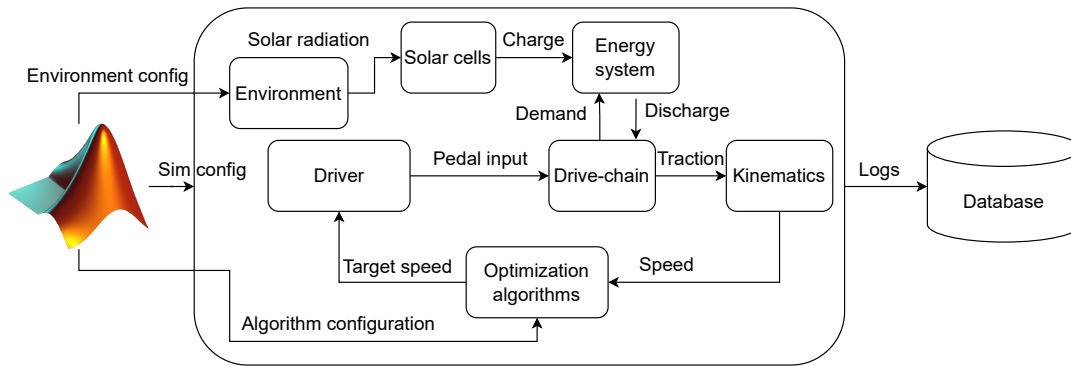 Solar radiation
Charge
Solar cells
Energy
system
Environment config
Environment
Demand
Discharge
Sim config
Driver
Pedal input
Drive-chain
Traction
Kinematics
Logs
Database
Target speed
Optimization
algorithms
Speed
Algorithm configuration